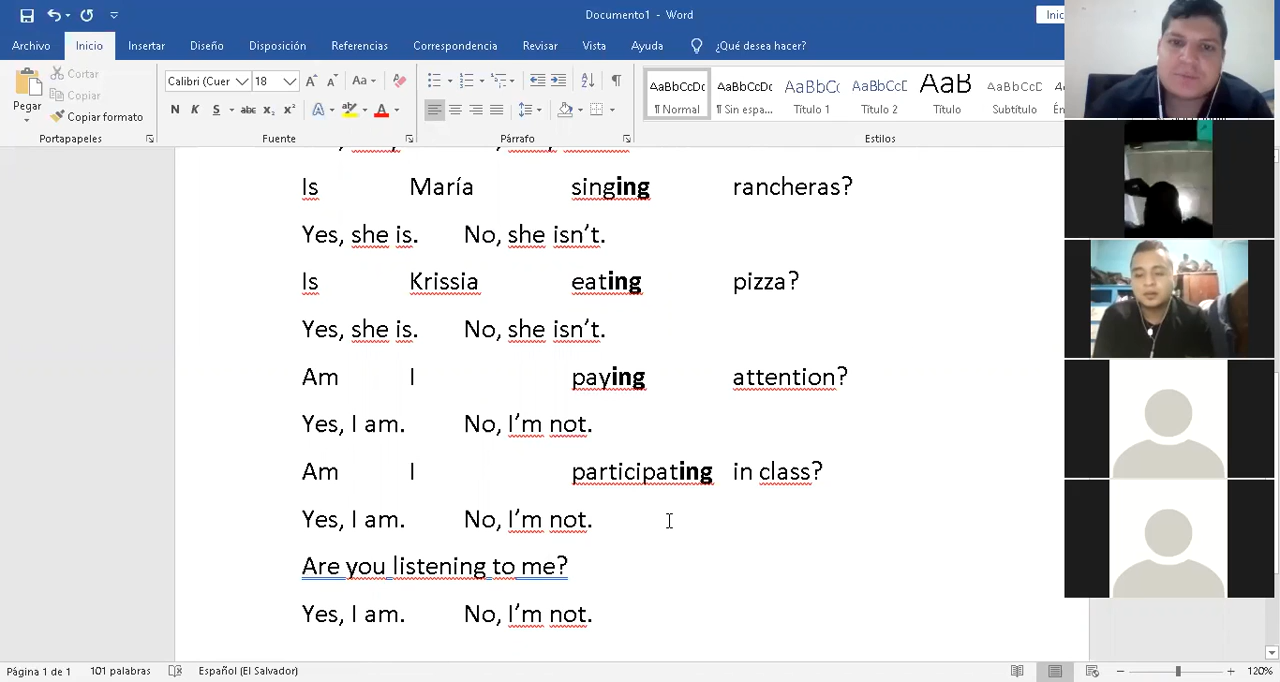 Documento1 - Word
Inic
Archivo Inicio Insertar Diseño Disposición Referencias Correspondencia Revisar Vista Ayuda ¿Qué desea hacer?
Pegar
Cortar
Copiar
Copiar formato
Portapapeles
Calibri (Cuer 18
N K S abc x₂ x²
Fuente
Párrafo
AaBbCcDc AaBbCcDc AaBbCc AaBbCcD AaB AaBbCcD
¶ Normal ¶ Sin espa... Título 1 Título 2 Título Subtítulo
Estilos
Is María singing rancheras?
Yes, she is. No, she isn't.
Is Krissia eating pizza?
Yes, she is. No, she isn't.
Am I paying attention?
Yes, I am. No, I'm not.
Am I participating in class?
Yes, I am. No, I'm not.
Are you listening to me?
Yes, I am. No, I'm not.
Página 1 de 1 101 palabras Español (El Salvador) 120%